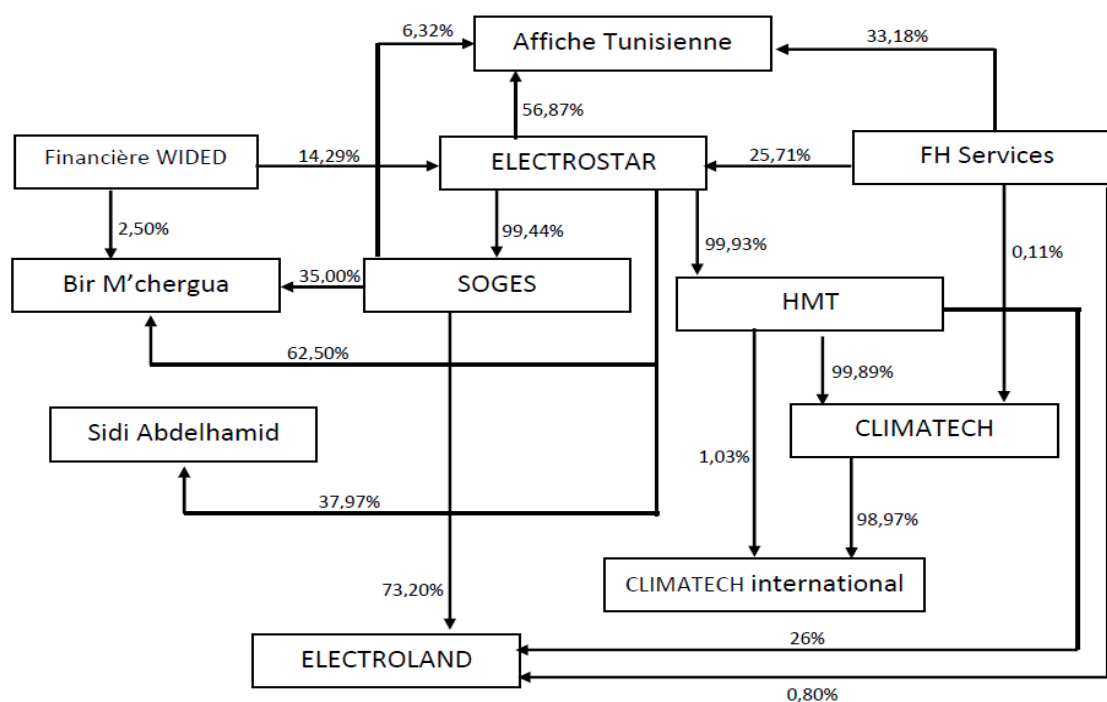 6,32%
Affiche Tunisienne
33,18%
56,87%
Financière WIDED
14,29%
ELECTROSTAR
25,71%
FH Services
2,50%
99,44%
99,93%
0,11%
Bir M'chergua
35,00%
SOGES
HMT
62,50%
99,89%
Sidi Abdelhamid
CLIMATECH
1,03%
37,97%
98,97%
CLIMATECH international
73,20%
ELECTROLAND
26%
0,80%